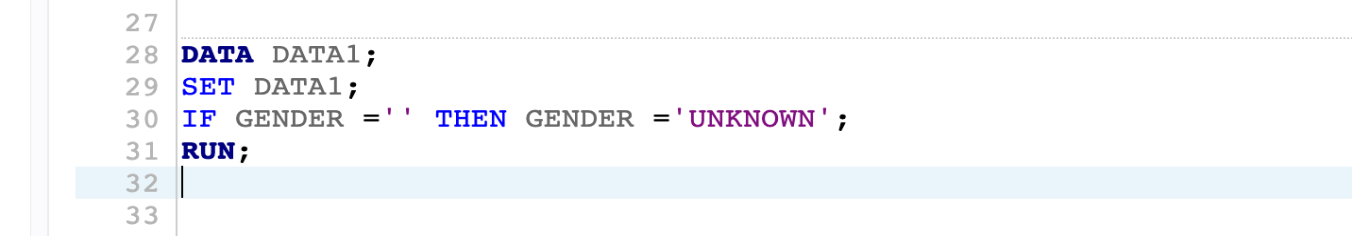 27
28 DATA DATA1;
29 SET DATA1;
30 IF GENDER ='' THEN GENDER ='UNKNOWN';
31 RUN;
32
33